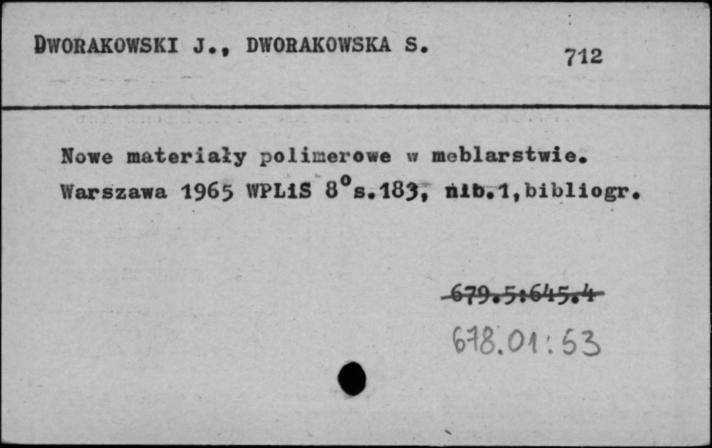 DWORAKOWSKI J., DWORAKOWSKA S.
712
Nowe materiały polimerowe w meblarstwie.
Warszawa 1965 WPLiS 8° s.183, nlb.1, bibliogr.
679.5:645.4
678.01:53